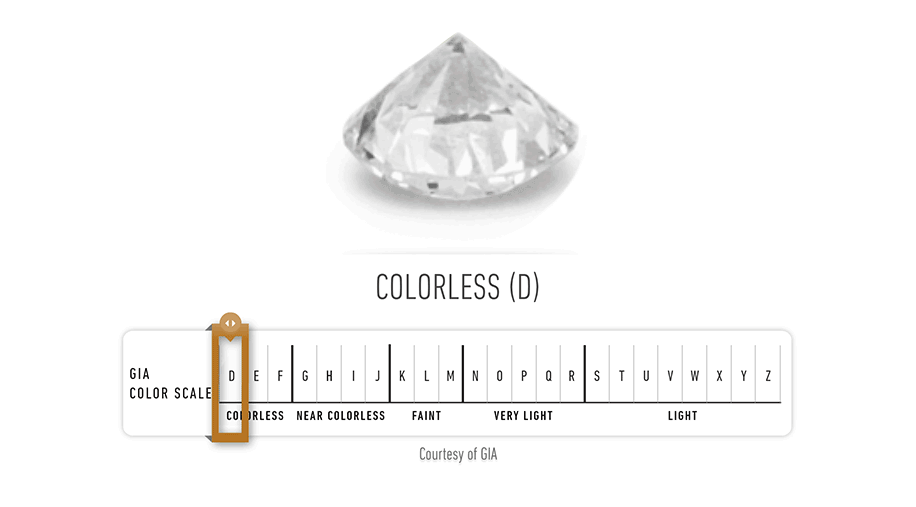 COLORLESS (D)
GIA
COLOR SCALE
D E F G H I J K L M N O P Q R S T U V W X Y Z
COLORLESS NEAR COLORLESS FAINT VERY LIGHT LIGHT
Courtesy of GIA